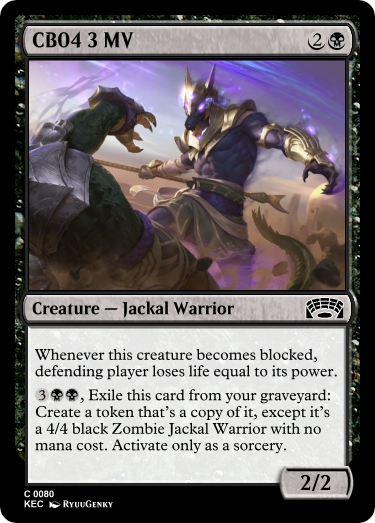 CB04 3 MV
2
Creature — Jackal Warrior
Whenever this creature becomes blocked,
defending player loses life equal to its power.
3, Exile this card from your graveyard:
Create a token that's a copy of it, except it's
a 4/4 black Zombie Jackal Warrior with no
mana cost. Activate only as a sorcery.
2/2
C 0080
KEC RyuuGenky